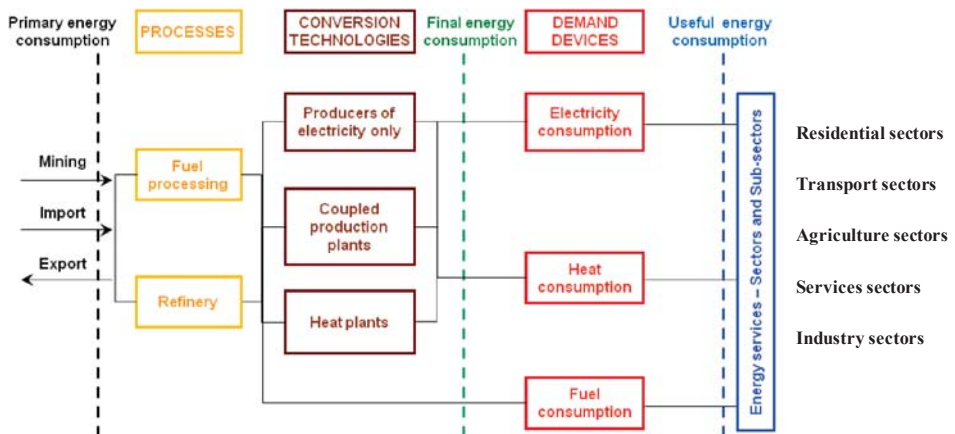 Primary energy
consumption
PROCESSES
CONVERSION
TECHNOLOGIES
Final energy
consumption
DEMAND
DEVICES
Useful energy
consumption
Mining
Import
Export
Fuel
processing
Refinery
Producers of
electricity only
Coupled
production
plants
Heat plants
Electricity
consumption
Heat
consumption
Fuel
consumption
Energy services – Sectors and Sub-sectors
Residential sectors
Transport sectors
Agriculture sectors
Services sectors
Industry sectors